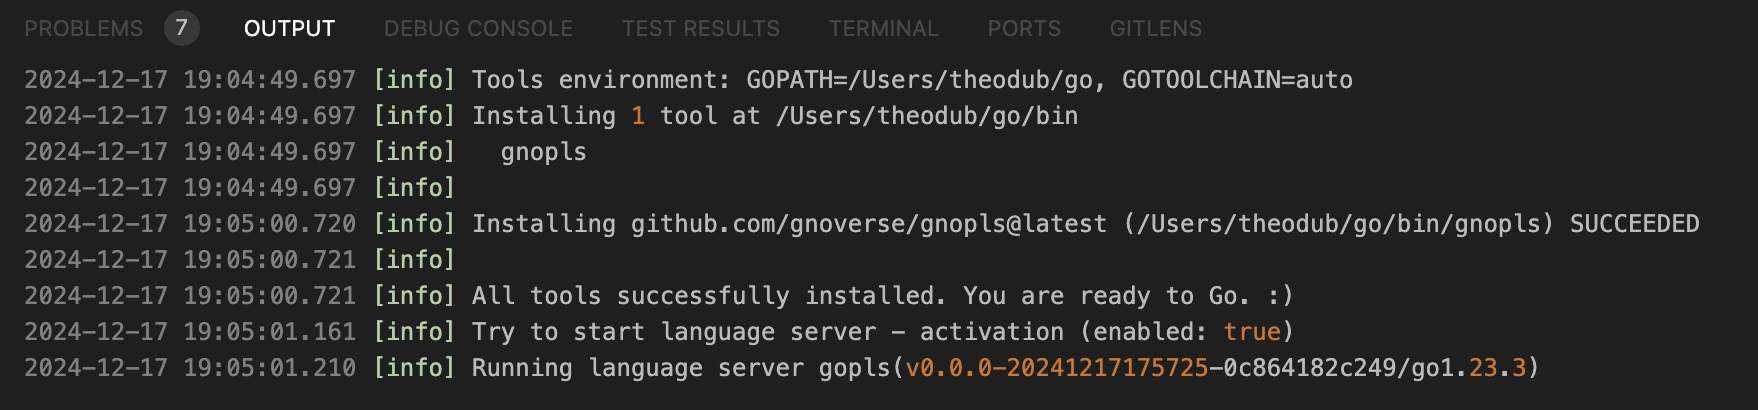 PROBLEMS 7 OUTPUT DEBUG CONSOLE TEST RESULTS TERMINAL PORTS GITLENS
2024-12-17 19:04:49.697 [info] Tools environment: GOPATH=/Users/theodub/go, GOTOOLCHAIN=auto
2024-12-17 19:04:49.697 [info] Installing 1 tool at /Users/theodub/go/bin
2024-12-17 19:04:49.697 [info]   gnopls
2024-12-17 19:04:49.697 [info]
2024-12-17 19:05:00.720 [info] Installing github.com/gnoverse/gnopls@latest (/Users/theodub/go/bin/gnopls) SUCCEEDED
2024-12-17 19:05:00.721 [info]
2024-12-17 19:05:00.721 [info] All tools successfully installed. You are ready to Go. :)
2024-12-17 19:05:01.161 [info] Try to start language server - activation (enabled: true)
2024-12-17 19:05:01.210 [info] Running language server gopls(v0.0.0-20241217175725-0c864182c249/go1.23.3)